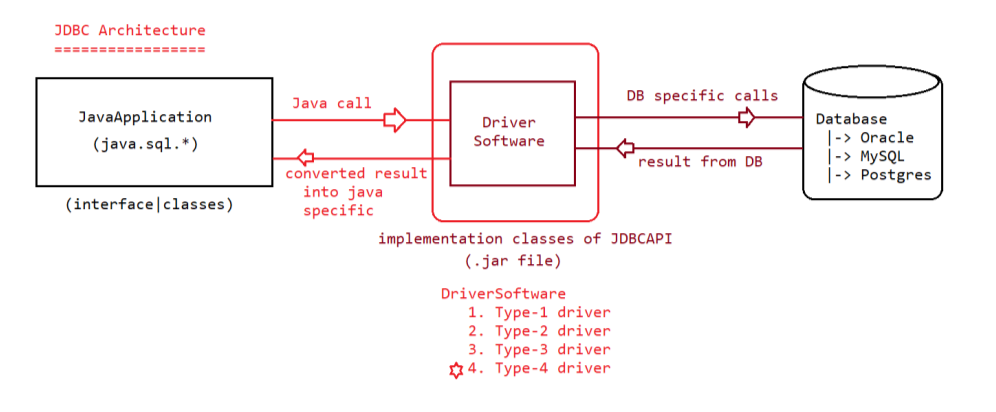 JDBC Architecture
=================
JavaApplication
(java.sql.*)
(interface|classes)
Java call
converted result
into java
specific
Driver
Software
DB specific calls
result from DB
Database
|-> Oracle
|-> MySQL
|-> Postgres
implementation classes of JDBCAPI
(.jar file)
DriverSoftware
1. Type-1 driver
2. Type-2 driver
3. Type-3 driver
4. Type-4 driver